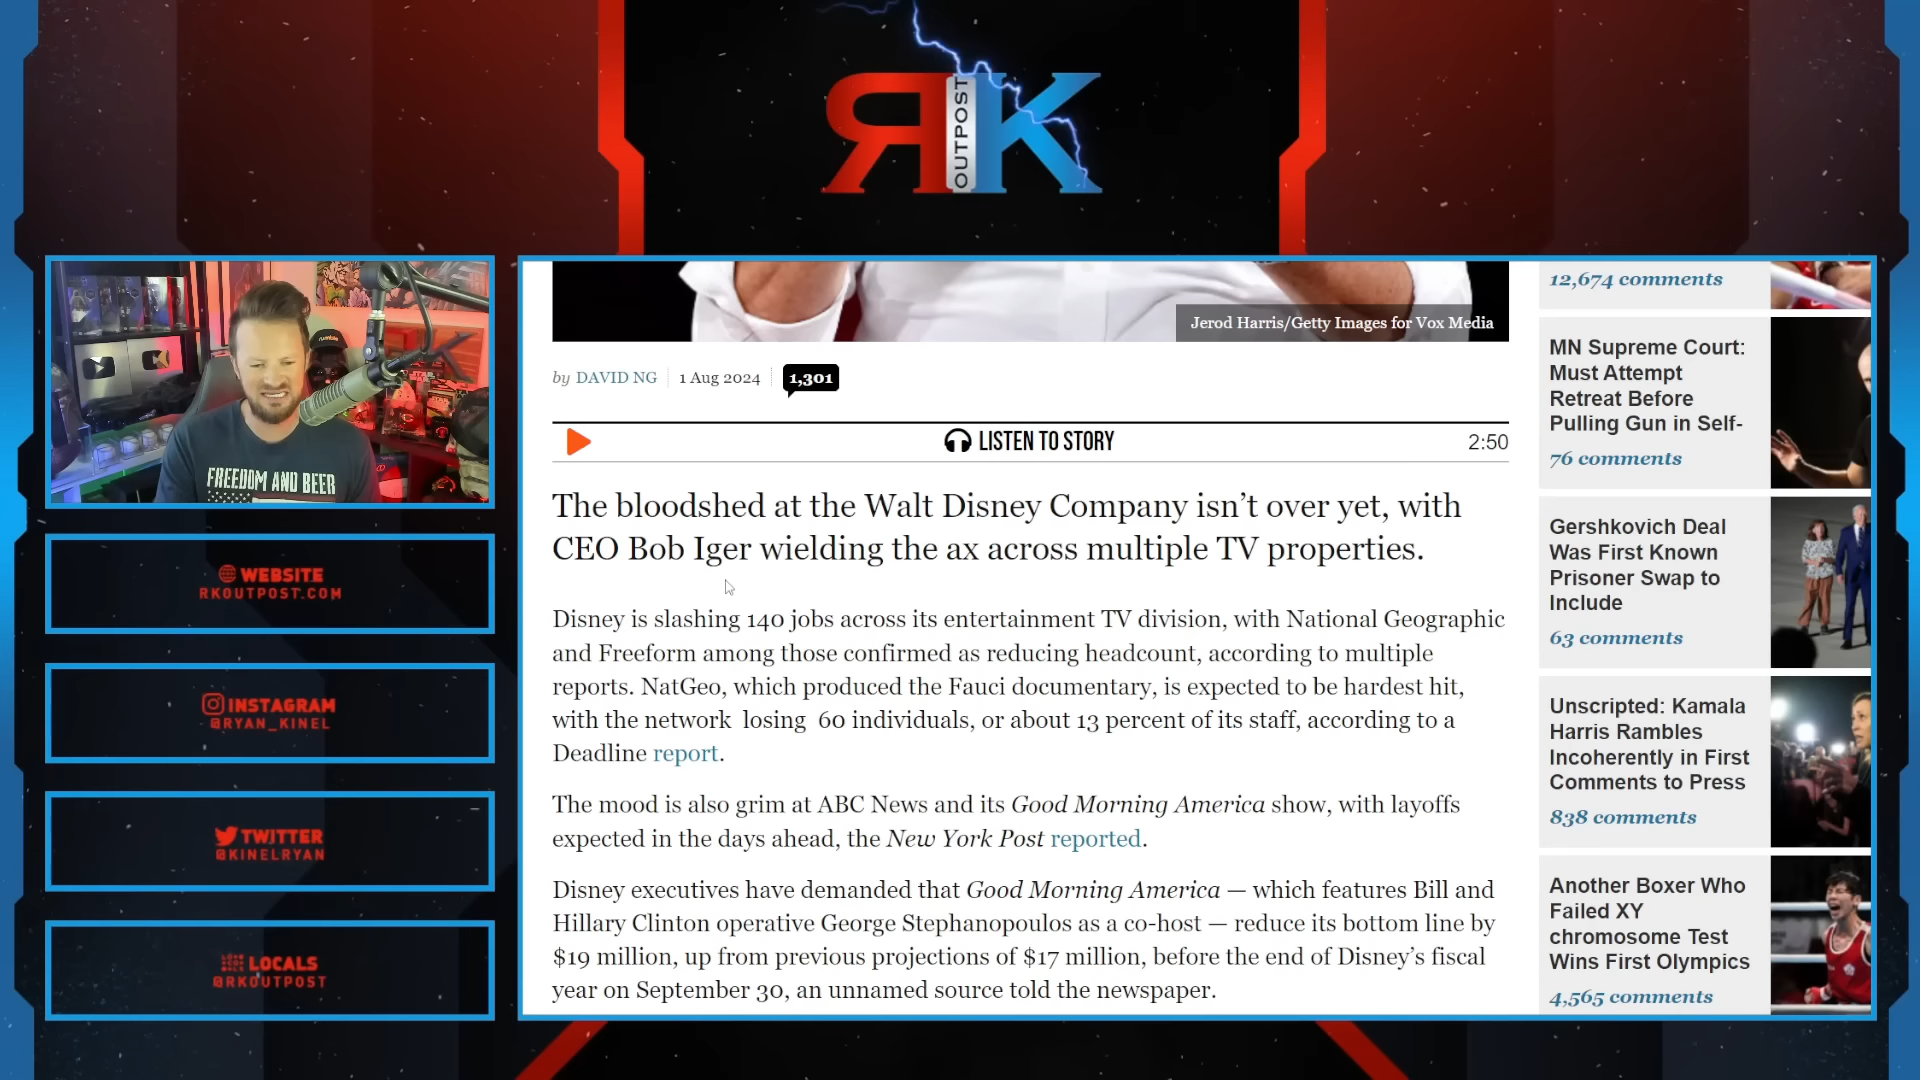 ЯK
OUTPOST
FREEDOM AND BEER
WEBSITE
RKOUTPOST.COM
INSTAGRAM
@RYAN_KINEL
TWITTER
@KINELRYAN
LOCALS
@RKOUTPOST
Jerod Harris/Getty Images for Vox Media
by DAVID NG
1 Aug 2024
1,301
LISTEN TO STORY
2:50
The bloodshed at the Walt Disney Company isn’t over yet, with
CEO Bob Iger wielding the ax across multiple TV properties.
Disney is slashing 140 jobs across its entertainment TV division, with National Geographic
and Freeform among those confirmed as reducing headcount, according to multiple
reports. NatGeo, which produced the Fauci documentary, is expected to be hardest hit,
with the network losing 60 individuals, or about 13 percent of its staff, according to a
Deadline report.
The mood is also grim at ABC News and its Good Morning America show, with layoffs
expected in the days ahead, the New York Post reported.
Disney executives have demanded that Good Morning America — which features Bill and
Hillary Clinton operative George Stephanopoulos as a co-host — reduce its bottom line by
$19 million, up from previous projections of $17 million, before the end of Disney’s fiscal
year on September 30, an unnamed source told the newspaper.
12,674 comments
MN Supreme Court:
Must Attempt
Retreat Before
Pulling Gun in Self-
76 comments
Gershkovich Deal
Was First Known
Prisoner Swap to
Include
63 comments
Unscripted: Kamala
Harris Rambles
Incoherently in First
Comments to Press
838 comments
Another Boxer Who
Failed XY
chromosome Test
Wins First Olympics
4,565 comments